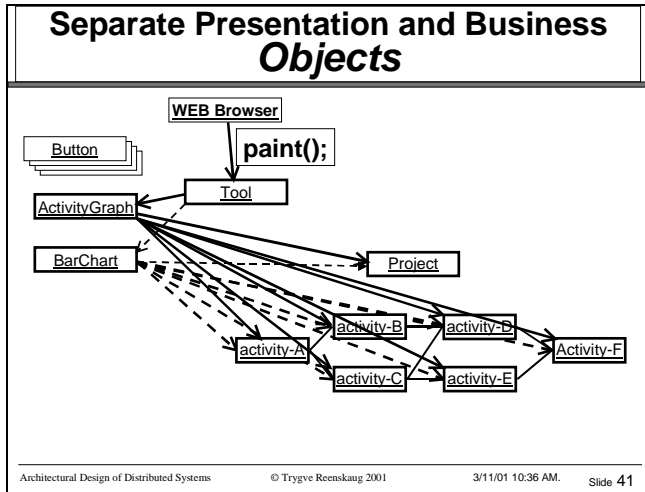 Separate Presentation and Business
Objects
WEB Browser
paint();
Button
Tool
ActivityGraph
BarChart
Project
activity-B
activity-D
activity-A
Activity-F
activity-C
activity-E
Architectural Design of Distributed Systems
© Trygve Reenskaug 2001
3/11/01 10:36 AM.
Slide 41